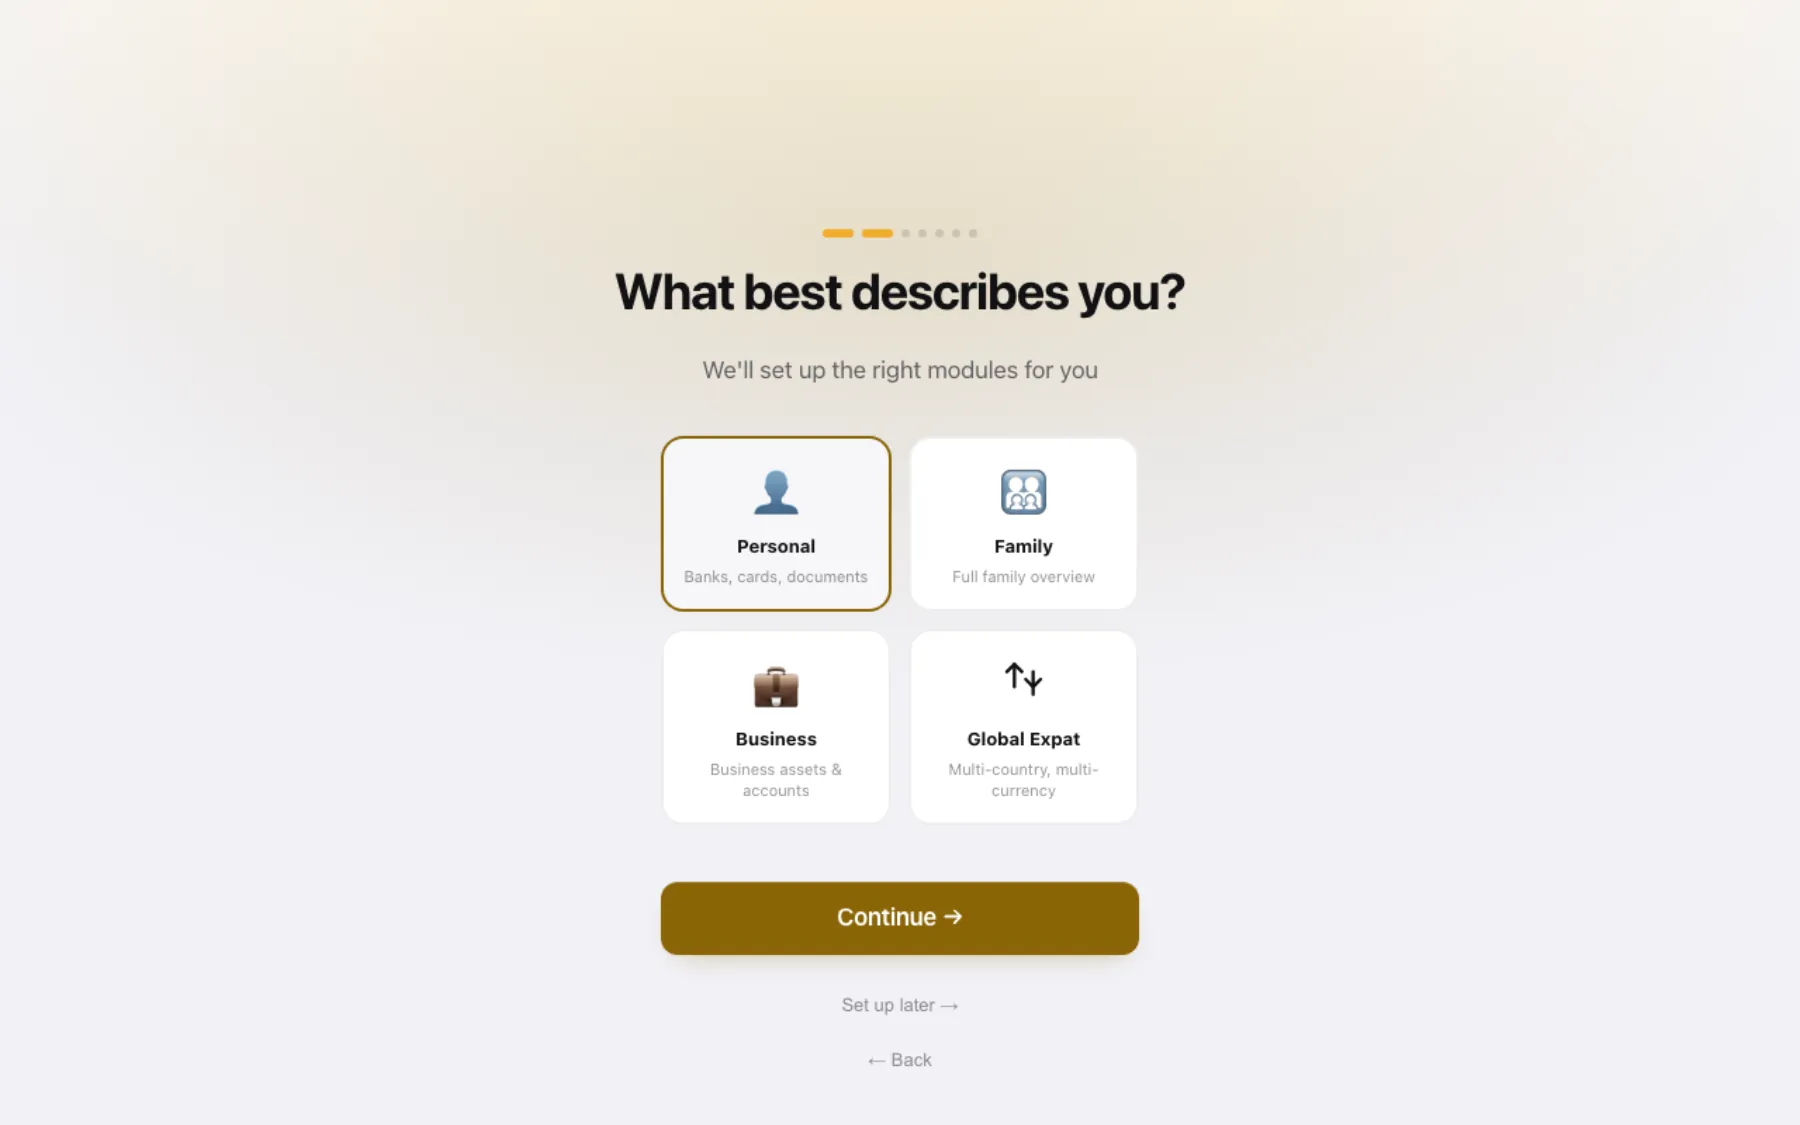 What best describes you?
We'll set up the right modules for you
Personal
Banks, cards, documents
Family
Full family overview
Business
Business assets &
accounts
Global Expat
Multi-country, multi-
currency
Continue →
Set up later →
← Back